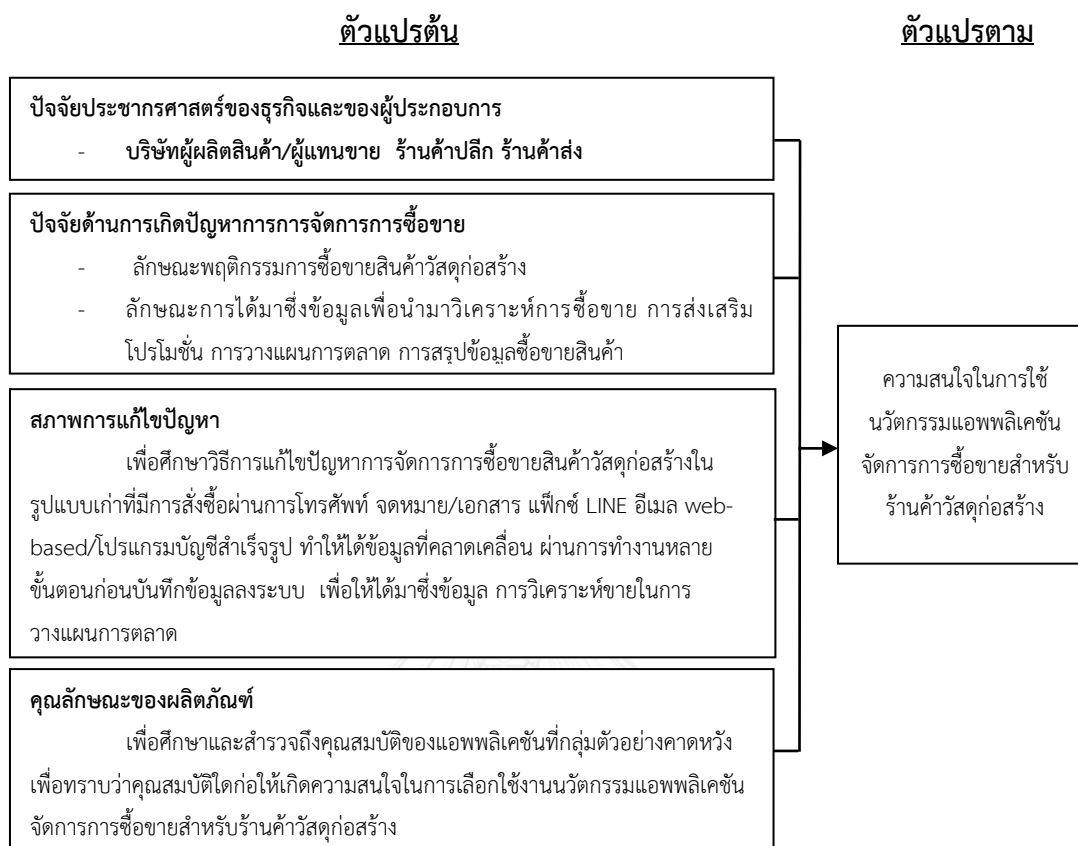 ตัวแปรต้น
ตัวแปรตาม
ปัจจัยประชากรศาสตร์ของธุรกิจและของผู้ประกอบการ
- บริษัทผู้ผลิตสินค้า/ผู้แทนขาย ร้านค้าปลีก ร้านค้าส่ง
ปัจจัยด้านการเกิดปัญหาการการจัดการการซื้อขาย
- ลักษณะพฤติกรรมการซื้อขายสินค้าวัสดุก่อสร้าง
- ลักษณะการได้มาซึ่งข้อมูลเพื่อนำมาวิเคราะห์การซื้อขาย การส่งเสริม
โปรโมชั่น การวางแผนการตลาด การสรุปข้อมูลซื้อขายสินค้า
สภาพการแก้ไขปัญหา
เพื่อศึกษาวิธีการแก้ไขปัญหาการจัดการการซื้อขายสินค้าวัสดุก่อสร้างใน
รูปแบบเก่าที่มีการสั่งซื้อผ่านการโทรศัพท์ จดหมาย/เอกสาร แฟ็กซ์ LINE อีเมล web-
based/โปรแกรมบัญชีสำเร็จรูป ทำให้ได้ข้อมูลที่คลาดเคลื่อน ผ่านการทำงานหลาย
ขั้นตอนก่อนบันทึกข้อมูลลงระบบ เพื่อให้ได้มาซึ่งข้อมูล การวิเคราะห์ขายในการ
วางแผนการตลาด
คุณลักษณะของผลิตภัณฑ์
เพื่อศึกษาและสำรวจถึงคุณสมบัติของแอพพลิเคชันที่กลุ่มตัวอย่างคาดหวัง
เพื่อทราบว่าคุณสมบัติใดก่อให้เกิดความสนใจในการเลือกใช้งานนวัตกรรมแอพพลิเคชัน
จัดการการซื้อขายสำหรับร้านค้าวัสดุก่อสร้าง
ความสนใจในการใช้
นวัตกรรมแอพพลิเคชัน
จัดการการซื้อขายสำหรับ
ร้านค้าวัสดุก่อสร้าง